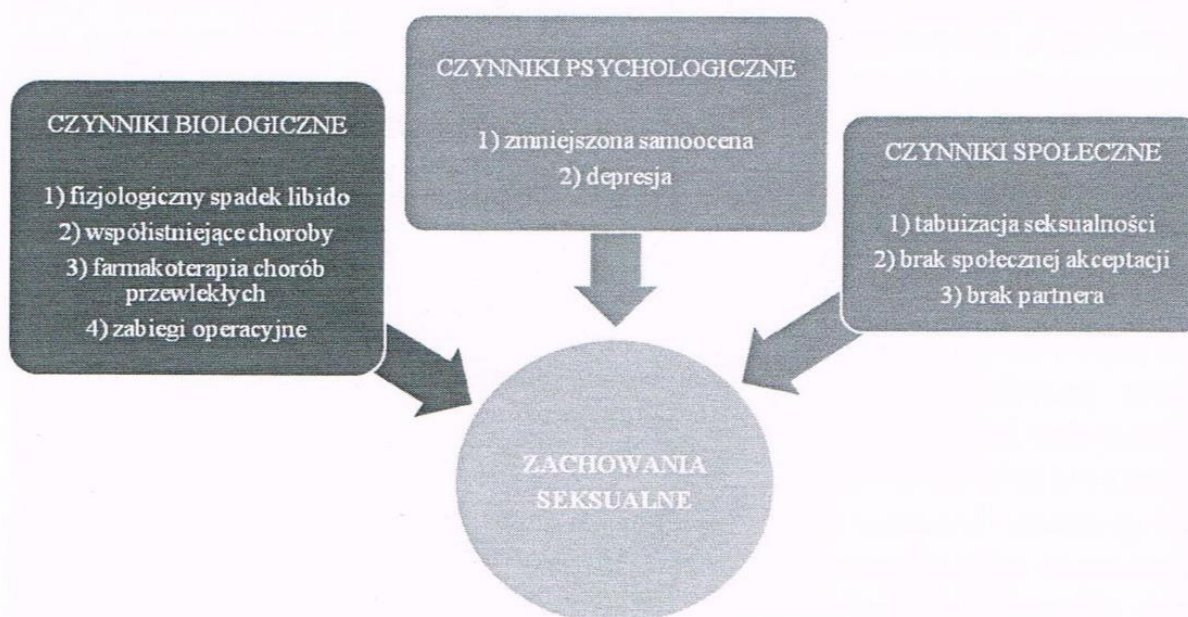 CZYNNIKI BIOLOGICZNE
1) fizjologiczny spadek libido
2) współistniejące choroby
3) farmakoterapia chorób
przewlekłych
4) zabiegi operacyjne
CZYNNIKI PSYCHOLOGICZNE
1) zmniejszona samoocena
2) depresja
CZYNNIKI SPOŁECZNE
1) tabuizacja seksualności
2) brak społecznej akceptacji
3) brak partnera
ZACHOWANIA
SEKSUALNE